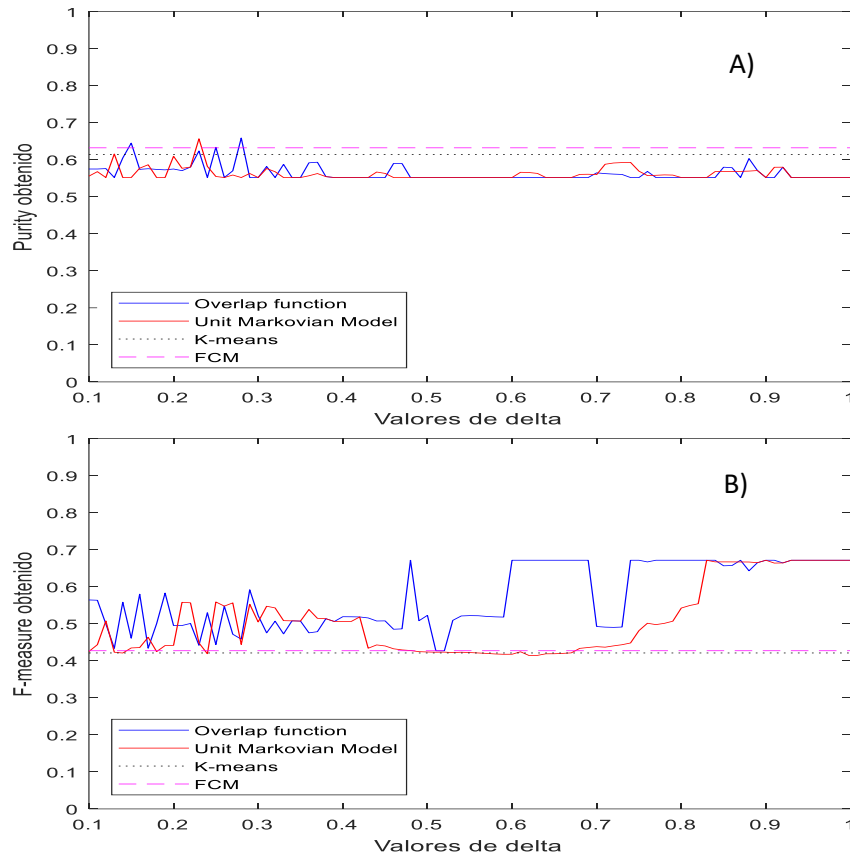 A)
Purity obtenido
1
0.9
0.8
0.7
0.6
0.5
0.4
0.3
0.2
0.1
0
Overlap function
Unit Markovian Model
K-means
FCM
0.1 0.2 0.3 0.4 0.5 0.6 0.7 0.8 0.9 1
Valores de delta
B)
F-measure obtenido
1
0.9
0.8
0.7
0.6
0.5
0.4
0.3
0.2
0.1
0
Overlap function
Unit Markovian Model
K-means
FCM
0.1 0.2 0.3 0.4 0.5 0.6 0.7 0.8 0.9 1
Valores de delta